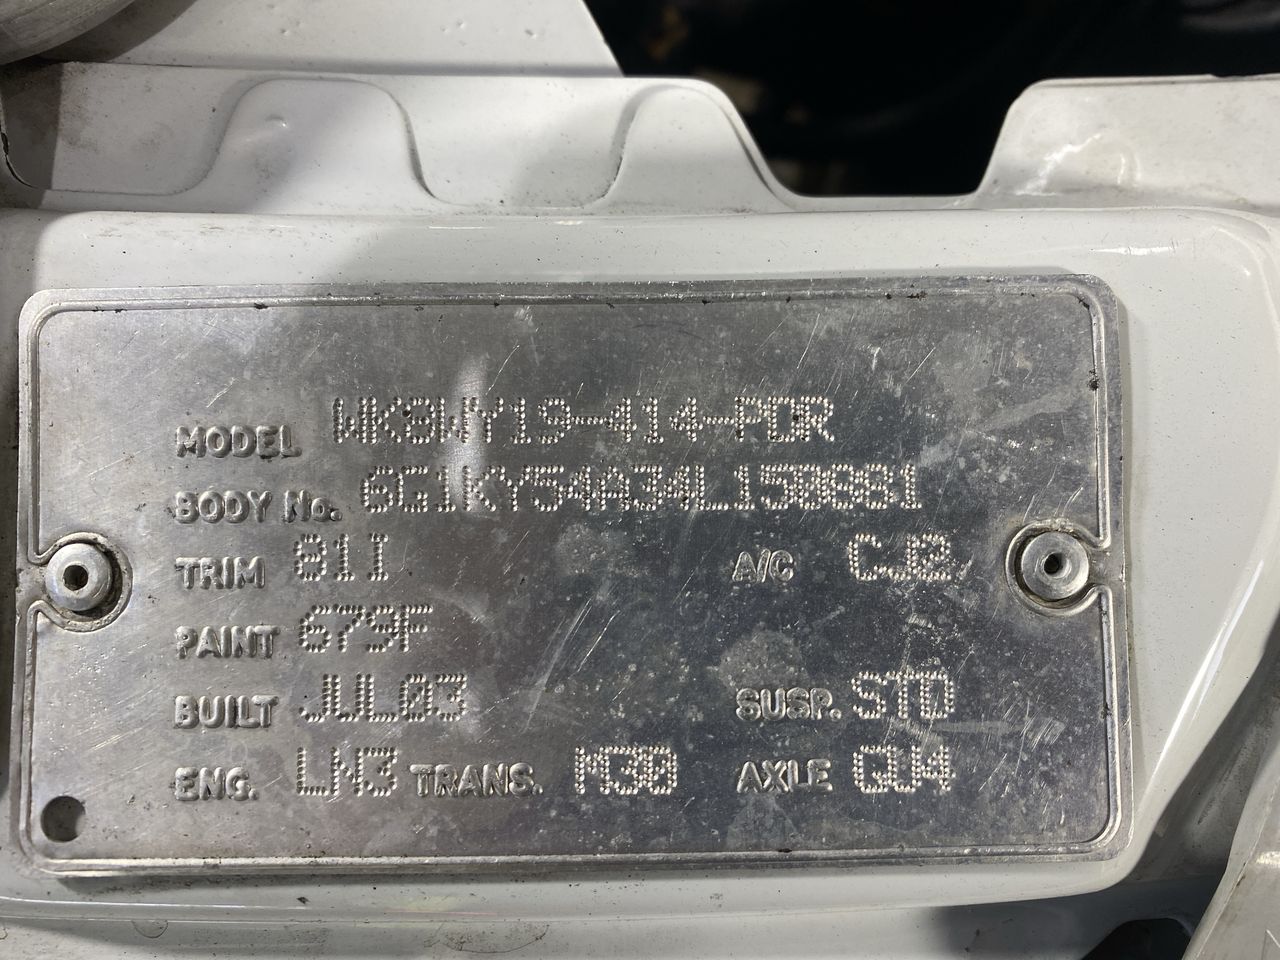 MODEL WK8WY19-414-PDR
BODY No. 6G1KY54A34L150881
TRIM 81I A/C CJ2
PAINT 679F
BUILT JUL03 SUSP. STD
ENG. LN3 TRANS. M30 AXLE GU4